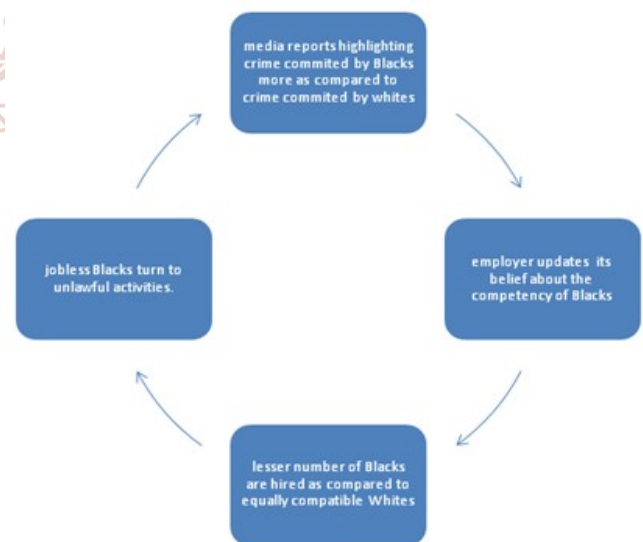 media reports highlighting
crime commited by Blacks
more as compared to
crime commited by whites
employer updates its
belief about the
competency of Blacks
lesser number of Blacks
are hired as compared to
equally compatible Whites
jobless Blacks turn to
unlawful activities.